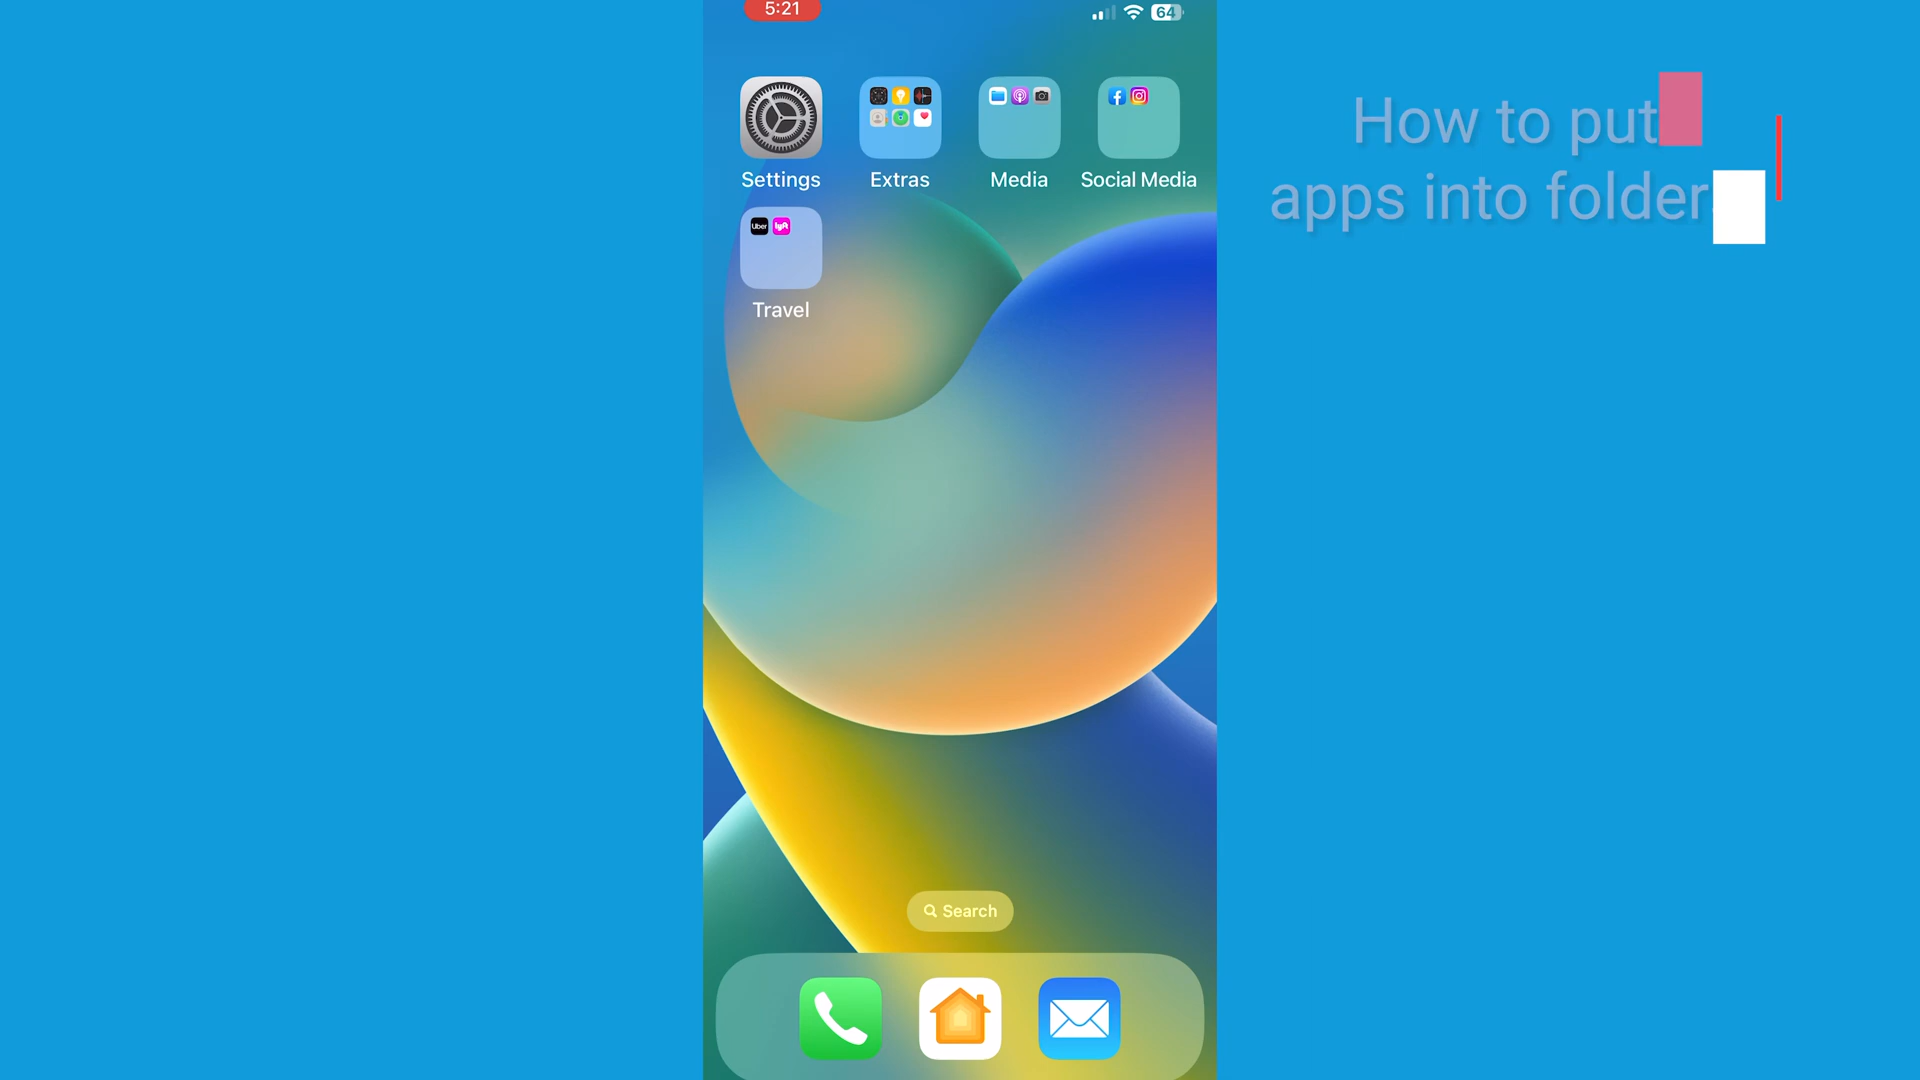 5:21
64
How to put
apps into folder
Settings
Extras
Media
Social Media
Uber lyft
Travel
Search